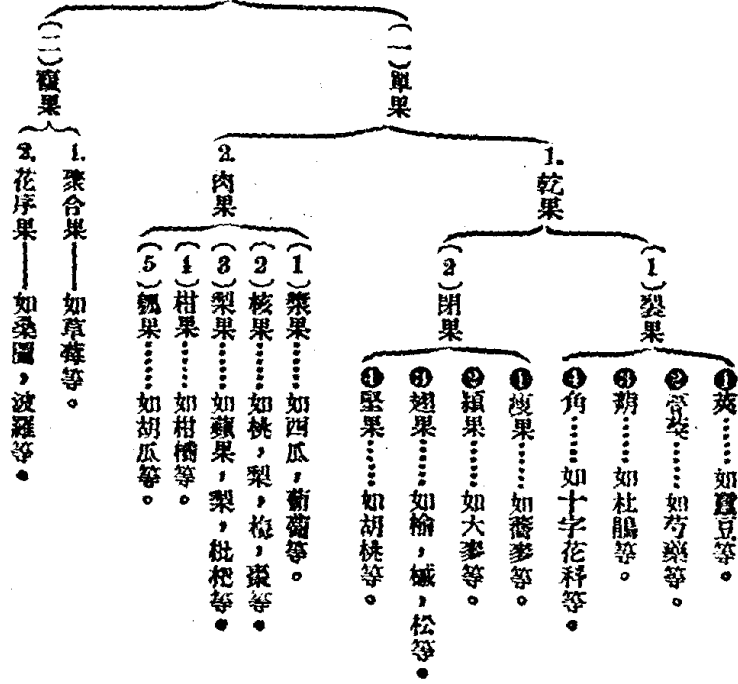 (一)單果
1.乾果
(1)裂果
❶莢……如蠶豆等。
❷蓇葖……如芍藥等。
❸蒴……如杜鵑等。
❹角……如十字花科等。
(2)閉果
❶瘦果……如蕎麥等。
❷穎果……如大麥等。
❸翅果……如榆,槭,松等。
❹堅果……如胡桃等。
2.肉果
(1)漿果……如西瓜,葡萄等。
(2)核果……如桃,梨,梅,棗等。
(3)梨果……如蘋果,梨,枇杷等。
(4)柑果……如柑橘等。
(5)瓠果……如胡瓜等。
(二)複果
1.聚合果——如草莓等。
2.花序果——如桑圖,波羅等。